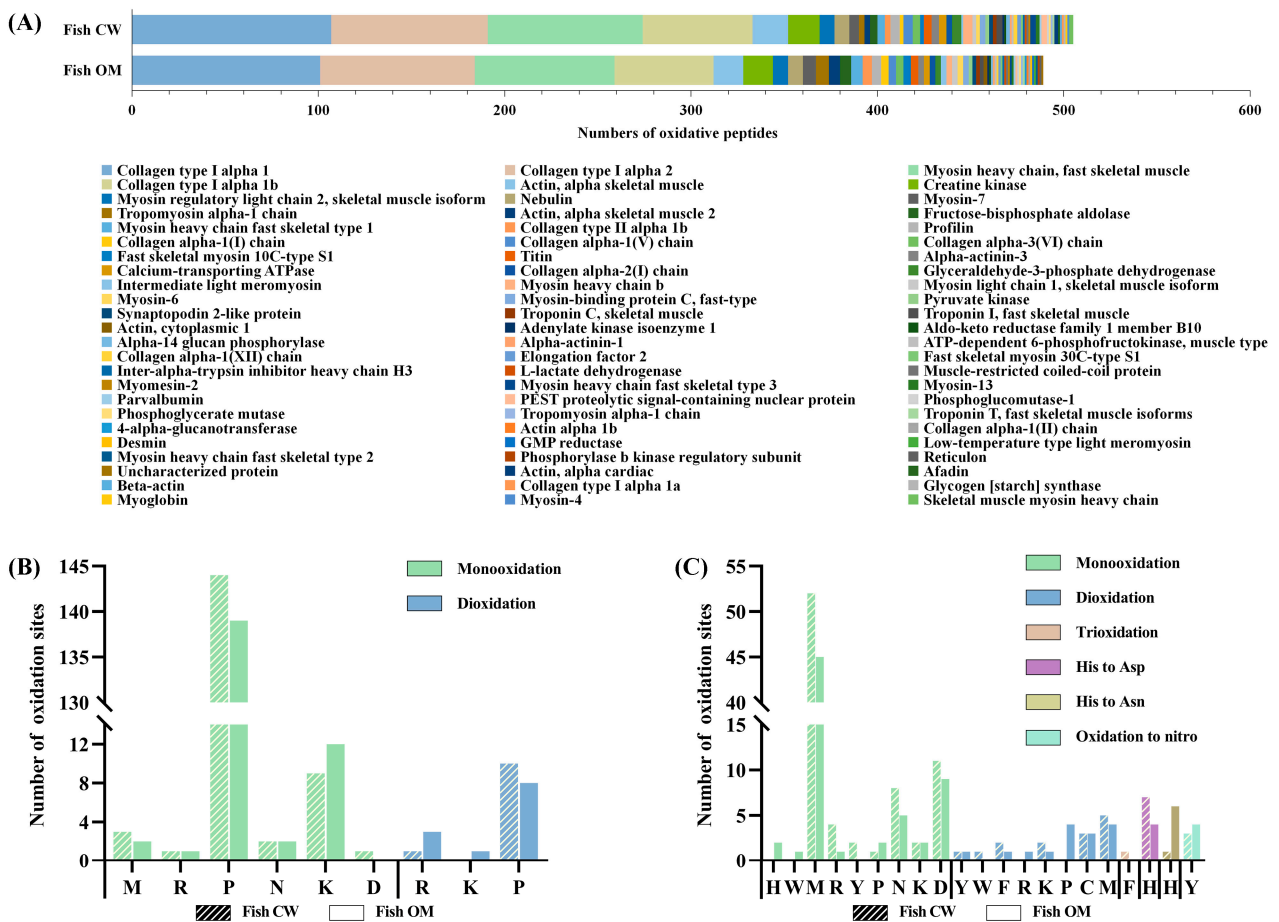 (A)
Fish CW
Fish OM
0 100 200 300 400 500 600
Numbers of oxidative peptides
Collagen type I alpha 1 Collagen type I alpha 2 Myosin heavy chain, fast skeletal muscle
Collagen type I alpha 1b Actin, alpha skeletal muscle Creatine kinase
Myosin regulatory light chain 2, skeletal muscle isoform Nebulin Myosin-7
Tropomyosin alpha-1 chain Actin, alpha skeletal muscle 2 Fructose-bisphosphate aldolase
Myosin heavy chain fast skeletal type 1 Collagen type II alpha 1b Profilin
Collagen alpha-1(I) chain Collagen alpha-1(V) chain Collagen alpha-3(VI) chain
Fast skeletal myosin 10C-type S1 Titin Alpha-actinin-3
Calcium-transporting ATPase Collagen alpha-2(I) chain Glyceraldehyde-3-phosphate dehydrogenase
Intermediate light meromyosin Myosin heavy chain b Myosin light chain 1, skeletal muscle isoform
Myosin-6 Myosin-binding protein C, fast-type Pyruvate kinase
Synaptopodin 2-like protein Troponin C, skeletal muscle Troponin I, fast skeletal muscle
Actin, cytoplasmic 1 Adenylate kinase isoenzyme 1 Aldo-keto reductase family 1 member B10
Alpha-14 glucan phosphorylase Alpha-actinin-1 ATP-dependent 6-phosphofructokinase, muscle type
Collagen alpha-1(XII) chain Elongation factor 2 Fast skeletal myosin 30C-type S1
Inter-alpha-trypsin inhibitor heavy chain H3 L-lactate dehydrogenase Muscle-restricted coiled-coil protein
Myomesin-2 Myosin heavy chain fast skeletal type 3 Myosin-13
Parvalbumin PEST proteolytic signal-containing nuclear protein Phosphoglucomutase-1
Phosphoglycerate mutase Tropomyosin alpha-1 chain Troponin T, fast skeletal muscle isoforms
4-alpha-glucanotransferase Actin alpha 1b Collagen alpha-1(II) chain
Desmin GMP reductase Low-temperature type light meromyosin
Myosin heavy chain fast skeletal type 2 Phosphorylase b kinase regulatory subunit Reticulon
Uncharacterized protein Actin, alpha cardiac Afadin
Beta-actin Collagen type I alpha 1a Glycogen [starch] synthase
Myoglobin Myosin-4 Skeletal muscle myosin heavy chain
(B)
Number of oxidation sites
145
140
135
130
12
8
4
0
Monooxidation
Dioxidation
M R P N K D R K P
Fish CW Fish OM
(C)
Number of oxidation sites
55
50
45
40
15
10
5
0
Monooxidation
Dioxidation
Trioxidation
His to Asp
His to Asn
Oxidation to nitro
H W M R Y P N K D Y W F R K P C M F H H Y
Fish CW Fish OM